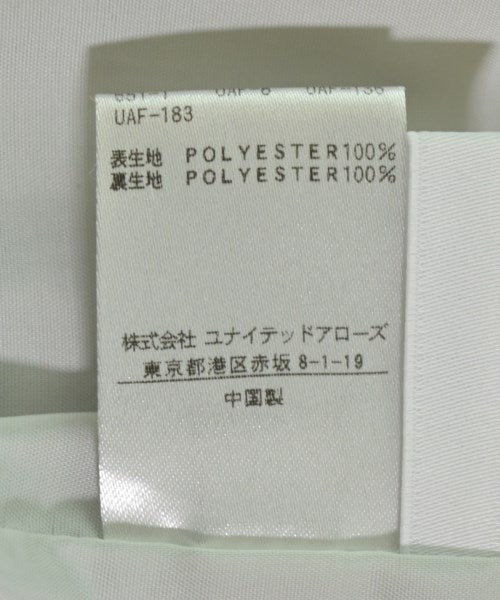 UAF-183
表生地 POLYESTER100%
裏生地 POLYESTER100%
株式会社 ユナイテッドアローズ
東京都港区赤坂 8-1-19
中国製